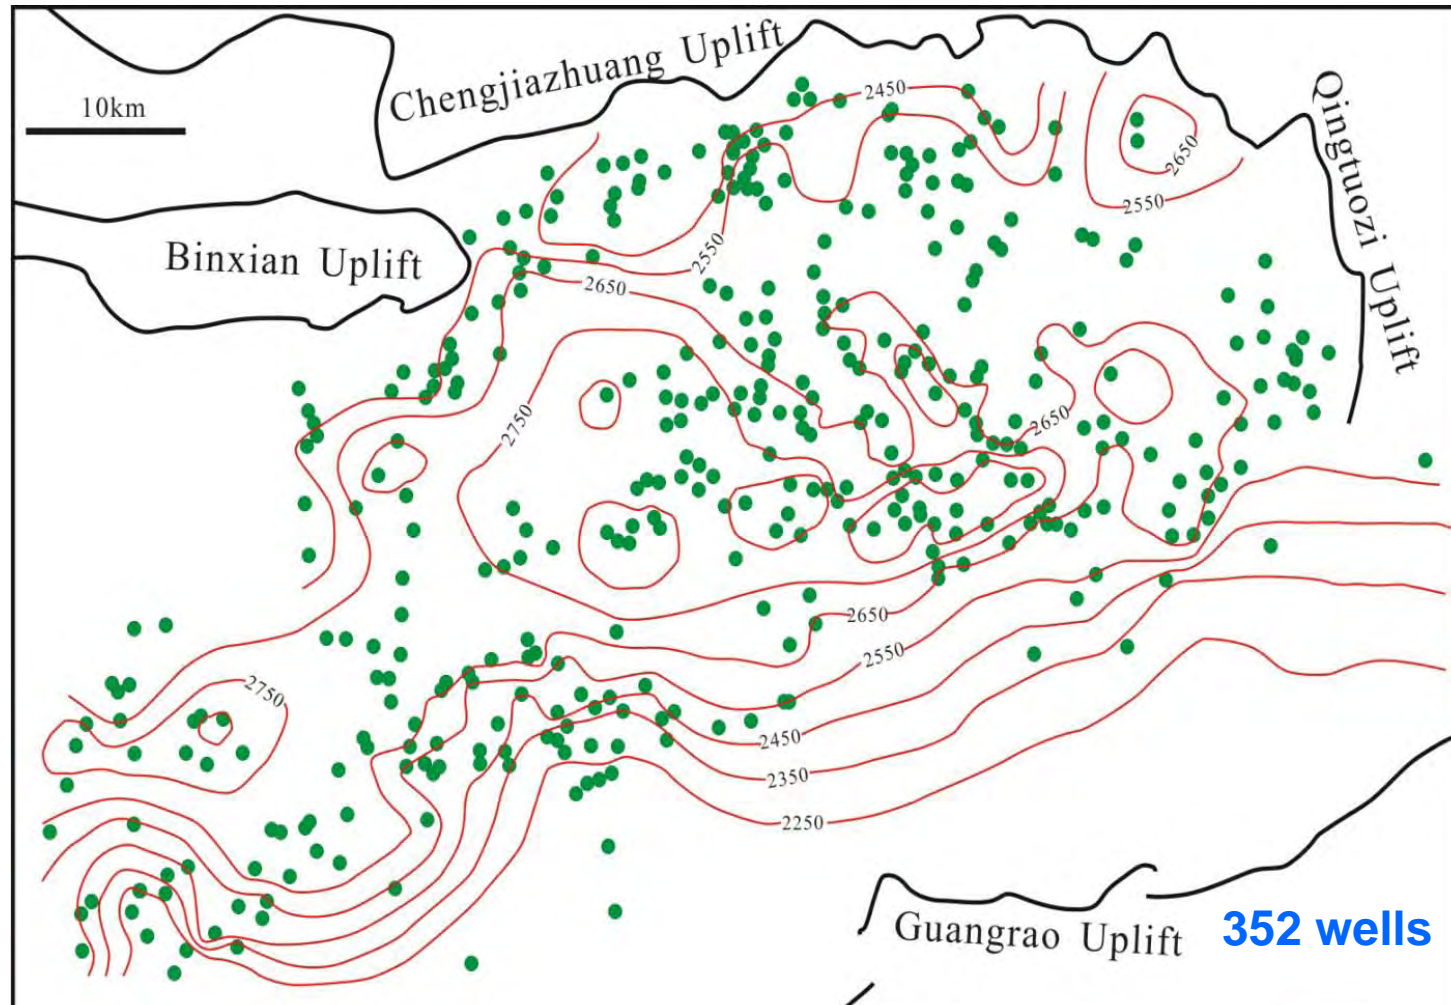 Chengjiazhuang Uplift
Qingtuozi Uplift
10km
2450
2650
2550
Binxian Uplift
2550
2650
2750
2650
2650
2550
2750
2450
2350
2250
Guangrao Uplift
352 wells